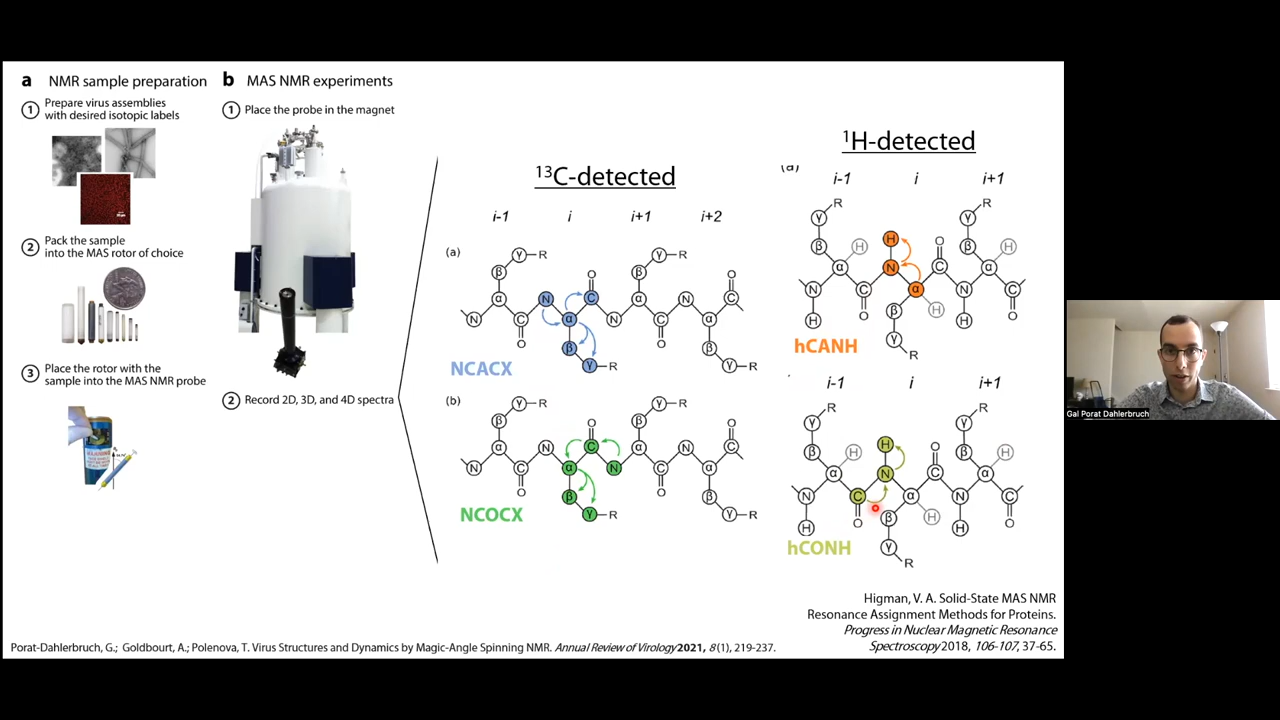 a NMR sample preparation
1 Prepare virus assemblies
with desired isotopic labels
2 Pack the sample
into the MAS rotor of choice
3 Place the rotor with the
sample into the MAS NMR probe
b MAS NMR experiments
1 Place the probe in the magnet
2 Record 2D, 3D, and 4D spectra
13C-detected
i-1 i i+1 i+2
(a)
γ R γ R
β β
N α C N α C N α C
O O O O
β γ R β γ R
NCACX
(b)
γ R γ R
β β
N α C N α C N α C
O O O O
β γ R β γ R
NCOCX
1H-detected
(a)
i-1 i i+1
R R
γ H γ
β H β H
α N C α
N C α N C
H O H H O
β
γ R
hCANH
i-1 i i+1
R R
γ H γ
β H β H
α N C α
N C α N C
H O H H O
β
γ R
hCONH
Higman, V. A. Solid-State MAS NMR
Resonance Assignment Methods for Proteins.
Progress in Nuclear Magnetic Resonance
Spectroscopy 2018, 106-107, 37-65.
Porat-Dahlerbruch, G.; Goldbourt, A.; Polenova, T. Virus Structures and Dynamics by Magic-Angle Spinning NMR. Annual Review of Virology 2021, 8 (1), 219-237.
Gal Porat Dahlerbruch